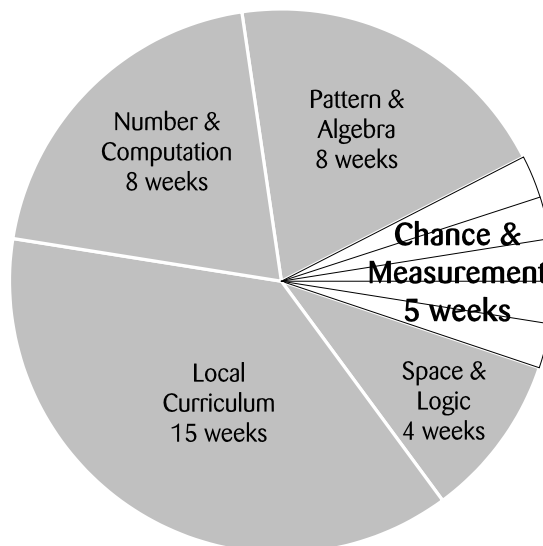 Number &
Computation
8 weeks
Pattern &
Algebra
8 weeks
Chance &
Measurement
5 weeks
Local
Curriculum
15 weeks
Space &
Logic
4 weeks